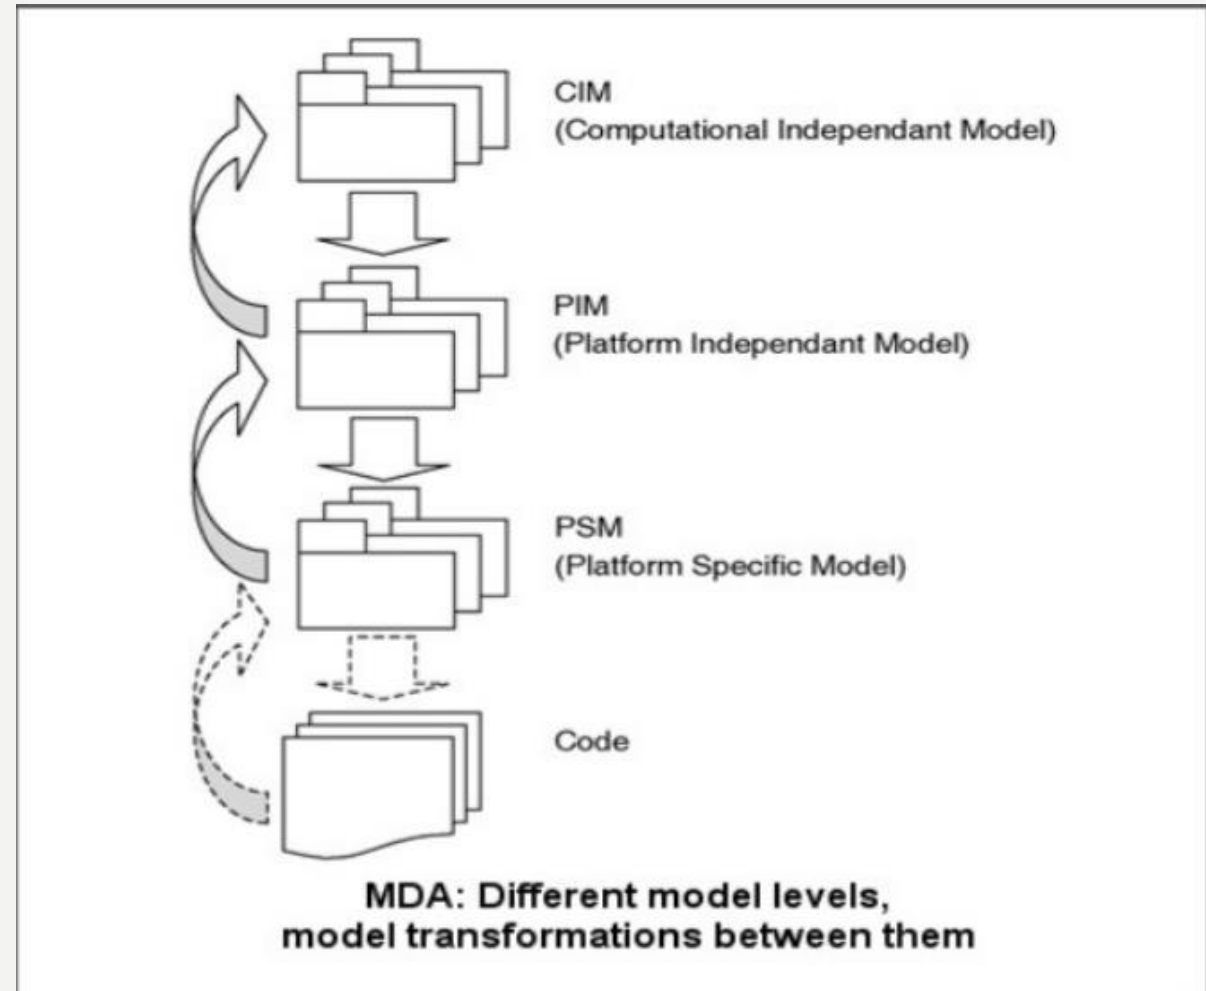 CIM
(Computational Independant Model)
PIM
(Platform Independant Model)
PSM
(Platform Specific Model)
Code
MDA: Different model levels,
model transformations between them